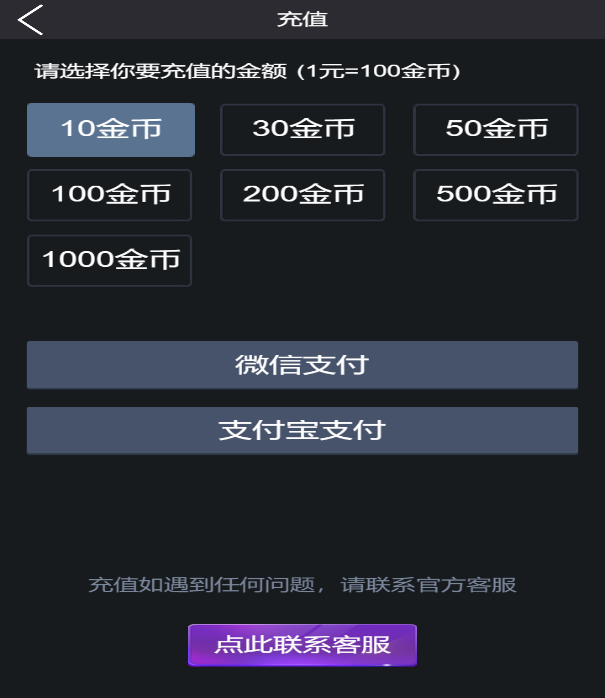 充值
请选择你要充值的金额 (1元=100金币)
10金币 30金币 50金币
100金币 200金币 500金币
1000金币
微信支付
支付宝支付
充值如遇到任何问题，请联系官方客服
点此联系客服